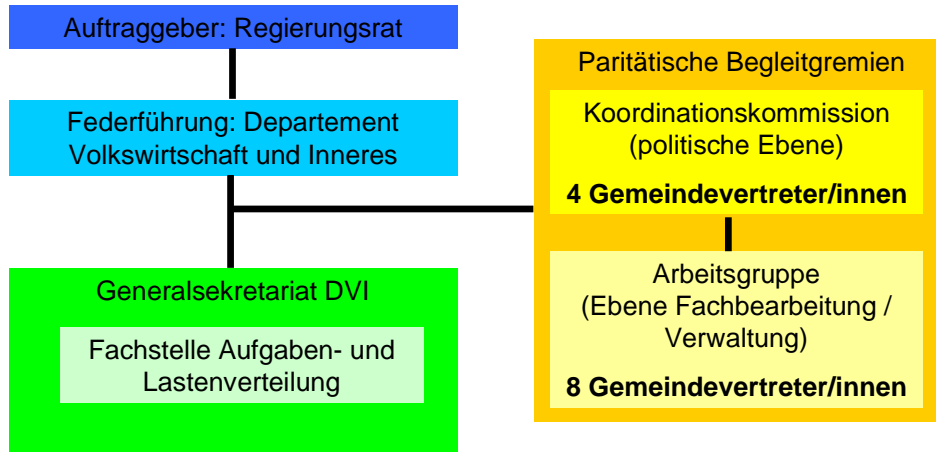 Auftraggeber: Regierungsrat
Federführung: Departement
Volkswirtschaft und Inneres
Generalsekretariat DVI
Fachstelle Aufgaben- und
Lastenverteilung
Paritätische Begleitgremien
Koordinationskommission
(politische Ebene)
4 Gemeindevertreter/innen
Arbeitsgruppe
(Ebene Fachbearbeitung /
Verwaltung)
8 Gemeindevertreter/innen